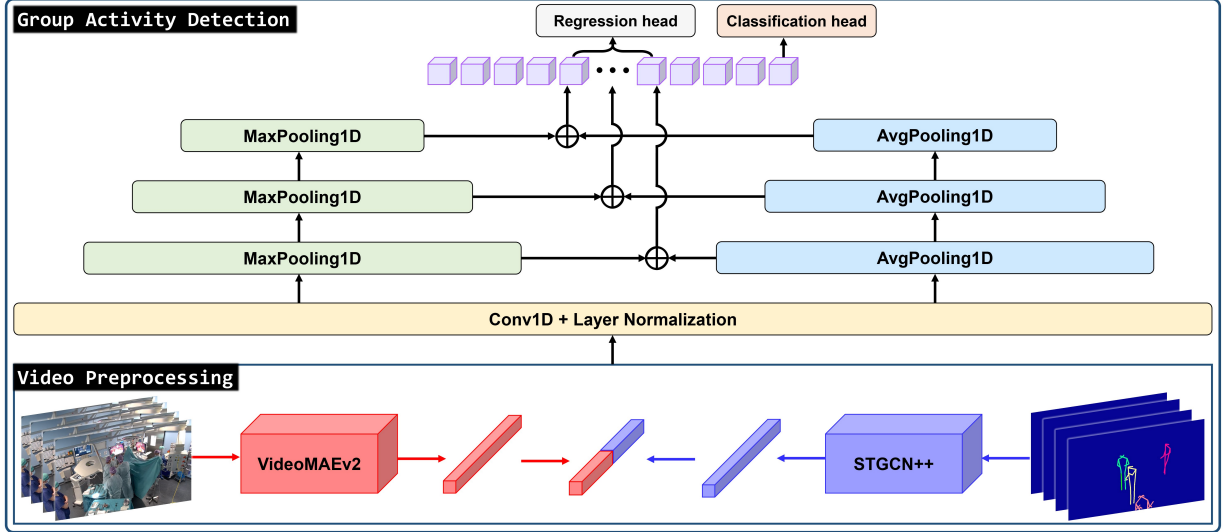 Group Activity Detection
Regression head
Classification head
MaxPooling1D
AvgPooling1D
MaxPooling1D
AvgPooling1D
MaxPooling1D
AvgPooling1D
Conv1D + Layer Normalization
Video Preprocessing
VideoMAEv2
STGCN++